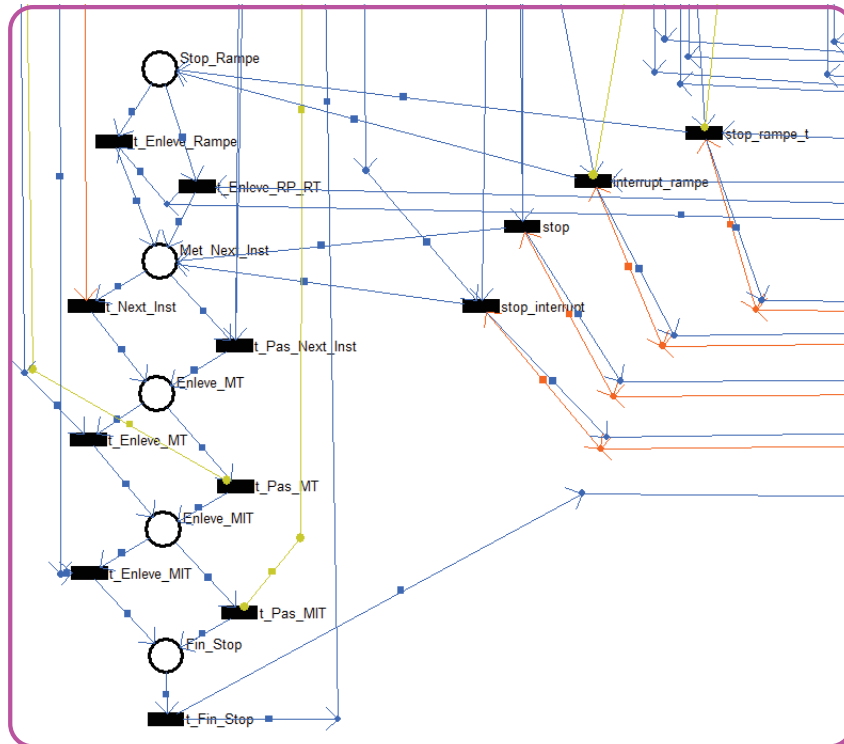 Stop_Rampe
t_Enleve_Rampe
stop_rampe_t
t_Enleve_RP_RT
interrupt_rampe
stop
Met_Next_Inst
t_Next_Inst
stop_interrupt
t_Pas_Next_Inst
Enleve_MT
t_Enleve_MT
t_Pas_MT
Enleve_MIT
t_Enleve_MIT
t_Pas_MIT
Fin_Stop
t_Fin_Stop